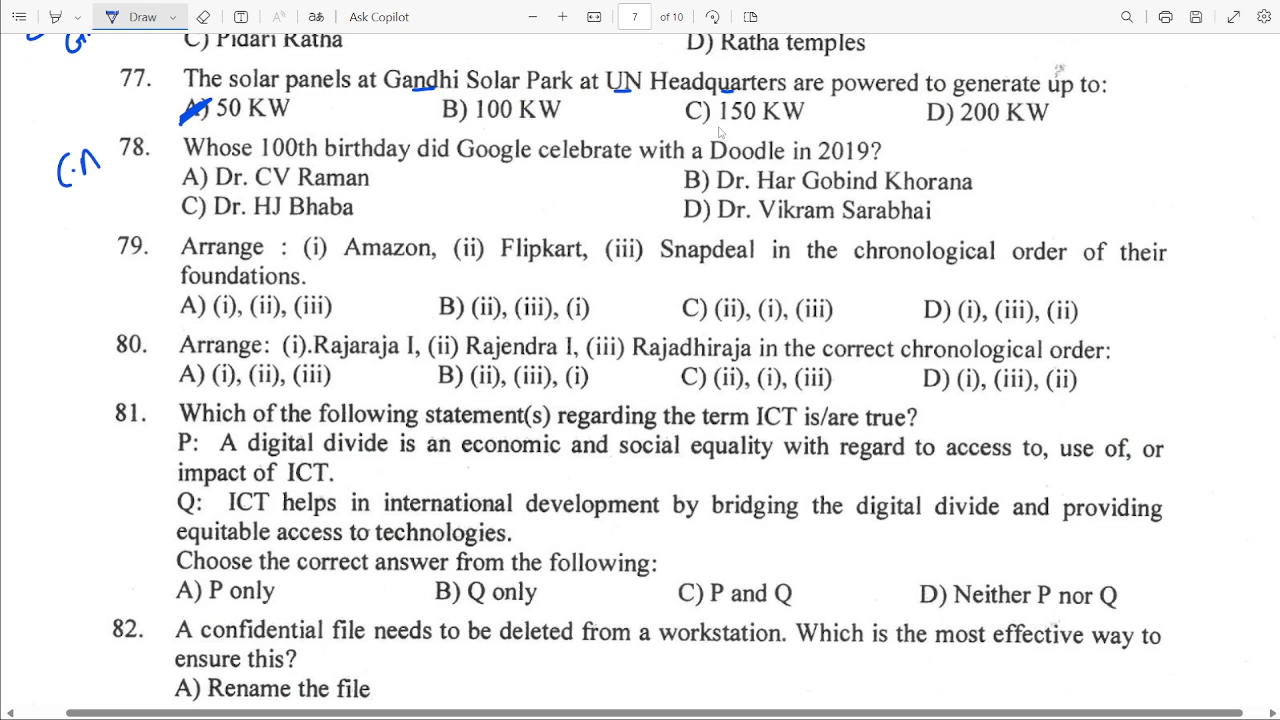 Draw
Ask Copilot
7 of 10
C) Pidari Ratha D) Ratha temples
77. The solar panels at Gandhi Solar Park at UN Headquarters are powered to generate up to:
A) 50 KW B) 100 KW C) 150 KW D) 200 KW
78. Whose 100th birthday did Google celebrate with a Doodle in 2019?
A) Dr. CV Raman B) Dr. Har Gobind Khorana
C) Dr. HJ Bhaba D) Dr. Vikram Sarabhai
79. Arrange : (i) Amazon, (ii) Flipkart, (iii) Snapdeal in the chronological order of their
foundations.
A) (i), (ii), (iii) B) (ii), (iii), (i) C) (ii), (i), (iii) D) (i), (iii), (ii)
80. Arrange: (i).Rajaraja I, (ii) Rajendra I, (iii) Rajadhiraja in the correct chronological order:
A) (i), (ii), (iii) B) (ii), (iii), (i) C) (ii), (i), (iii) D) (i), (iii), (ii)
81. Which of the following statement(s) regarding the term ICT is/are true?
P: A digital divide is an economic and social equality with regard to access to, use of, or
impact of ICT.
Q: ICT helps in international development by bridging the digital divide and providing
equitable access to technologies.
Choose the correct answer from the following:
A) P only B) Q only C) P and Q D) Neither P nor Q
82. A confidential file needs to be deleted from a workstation. Which is the most effective way to
ensure this?
A) Rename the file